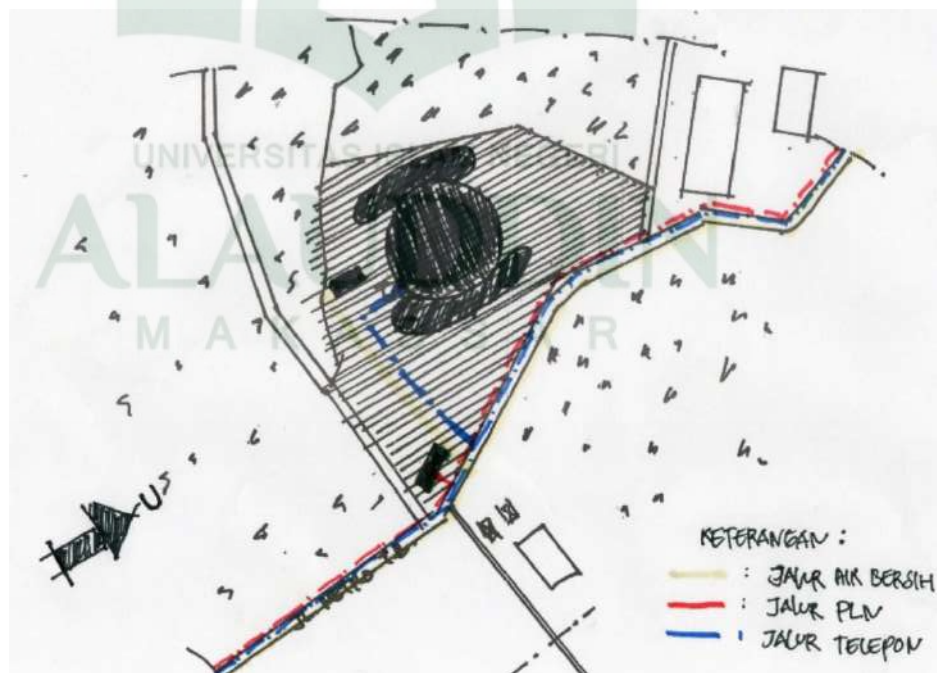 UNIVERSITAS ISLAM NEGERI
ALAUDDIN
MAKASSAR
U
KETERANGAN :
: JALUR AIR BERSIH
: JALUR PLN
: JALUR TELEPON